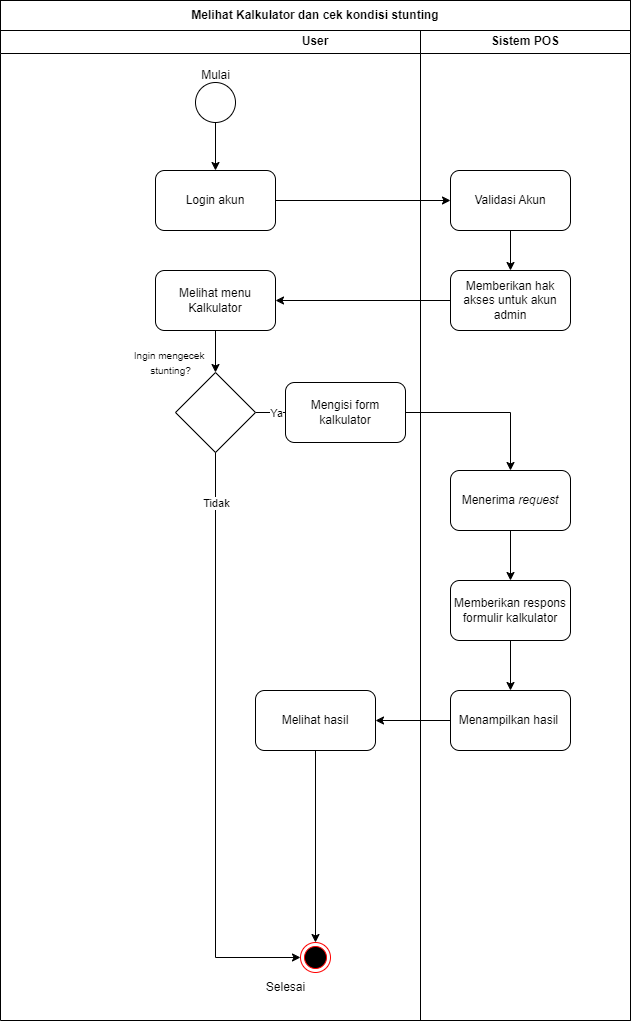 Melihat Kalkulator dan cek kondisi stunting
User
Sistem POS
Mulai
Login akun
Validasi Akun
Melihat menu
Kalkulator
Memberikan hak
akses untuk akun
admin
Ingin mengecek
stunting?
Ya
Mengisi form
kalkulator
Tidak
Menerima request
Memberikan respons
formulir kalkulator
Melihat hasil
Menampilkan hasil
Selesai